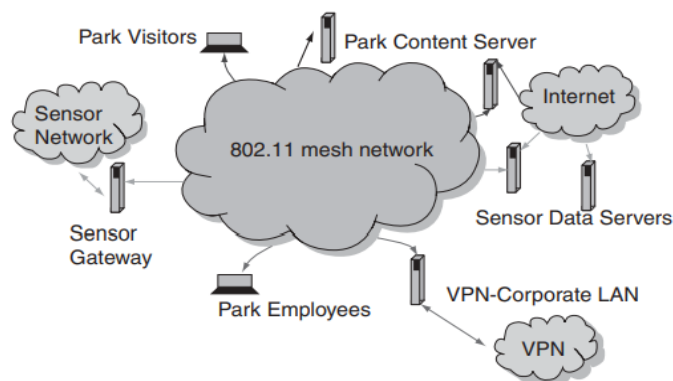 Park Visitors
Park Content Server
Sensor
Network
Internet
802.11 mesh network
Sensor
Gateway
Sensor Data Servers
Park Employees
VPN-Corporate LAN
VPN